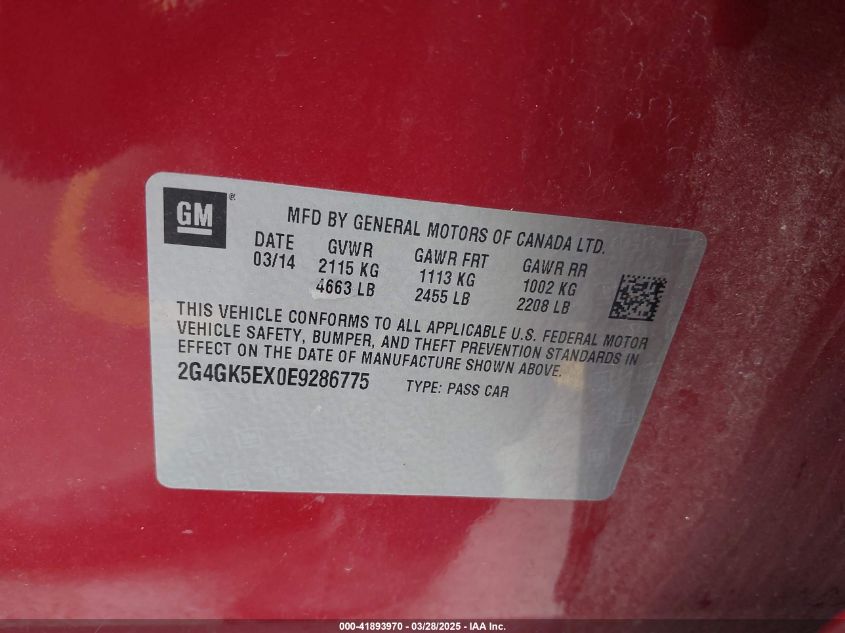 GM ®
MFD BY GENERAL MOTORS OF CANADA LTD.
DATE GVWR GAWR FRT GAWR RR
03/14 2115 KG 1113 KG 1002 KG
4663 LB 2455 LB 2208 LB
THIS VEHICLE CONFORMS TO ALL APPLICABLE U.S. FEDERAL MOTOR
VEHICLE SAFETY, BUMPER, AND THEFT PREVENTION STANDARDS IN
EFFECT ON THE DATE OF MANUFACTURE SHOWN ABOVE.
2G4GK5EX0E9286775 TYPE: PASS CAR
000-41893970 | 03/28/2025 - IAA Inc.